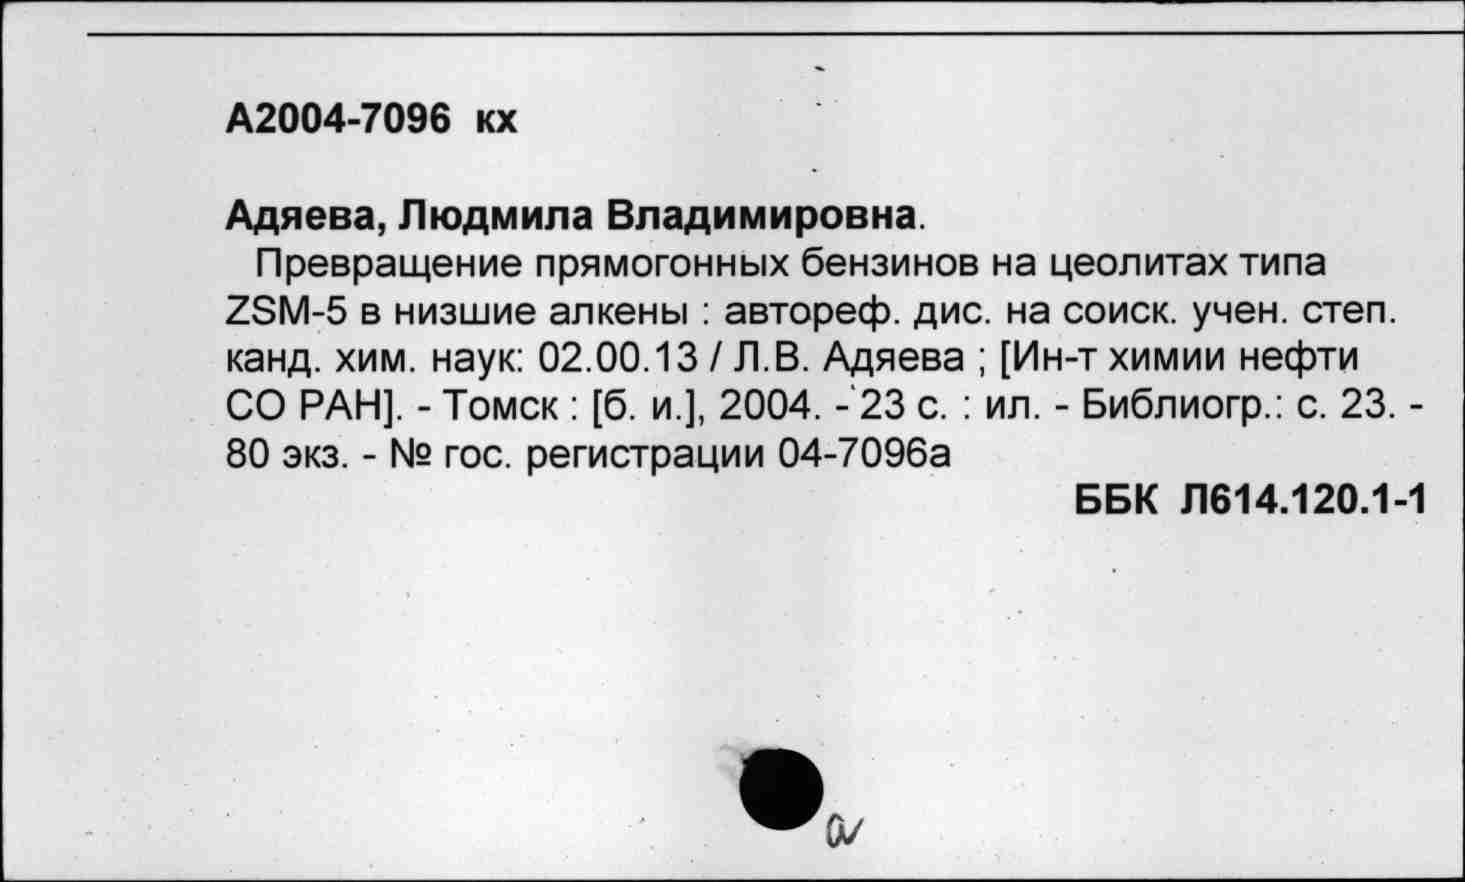 А2004-7096 кх
Адяева, Людмила Владимировна.
Превращение прямогонных бензинов на цеолитах типа
ZSM-5 в низшие алкены : автореф. дис. на соиск. учен. степ.
канд. хим. наук: 02.00.13 / Л.В. Адяева ; [Ин-т химии нефти
СО РАН]. - Томск : [б. и.], 2004. - 23 с. : ил. - Библиогр.: с. 23. -
80 экз. - № гос. регистрации 04-7096а
ББК Л614.120.1-1
а